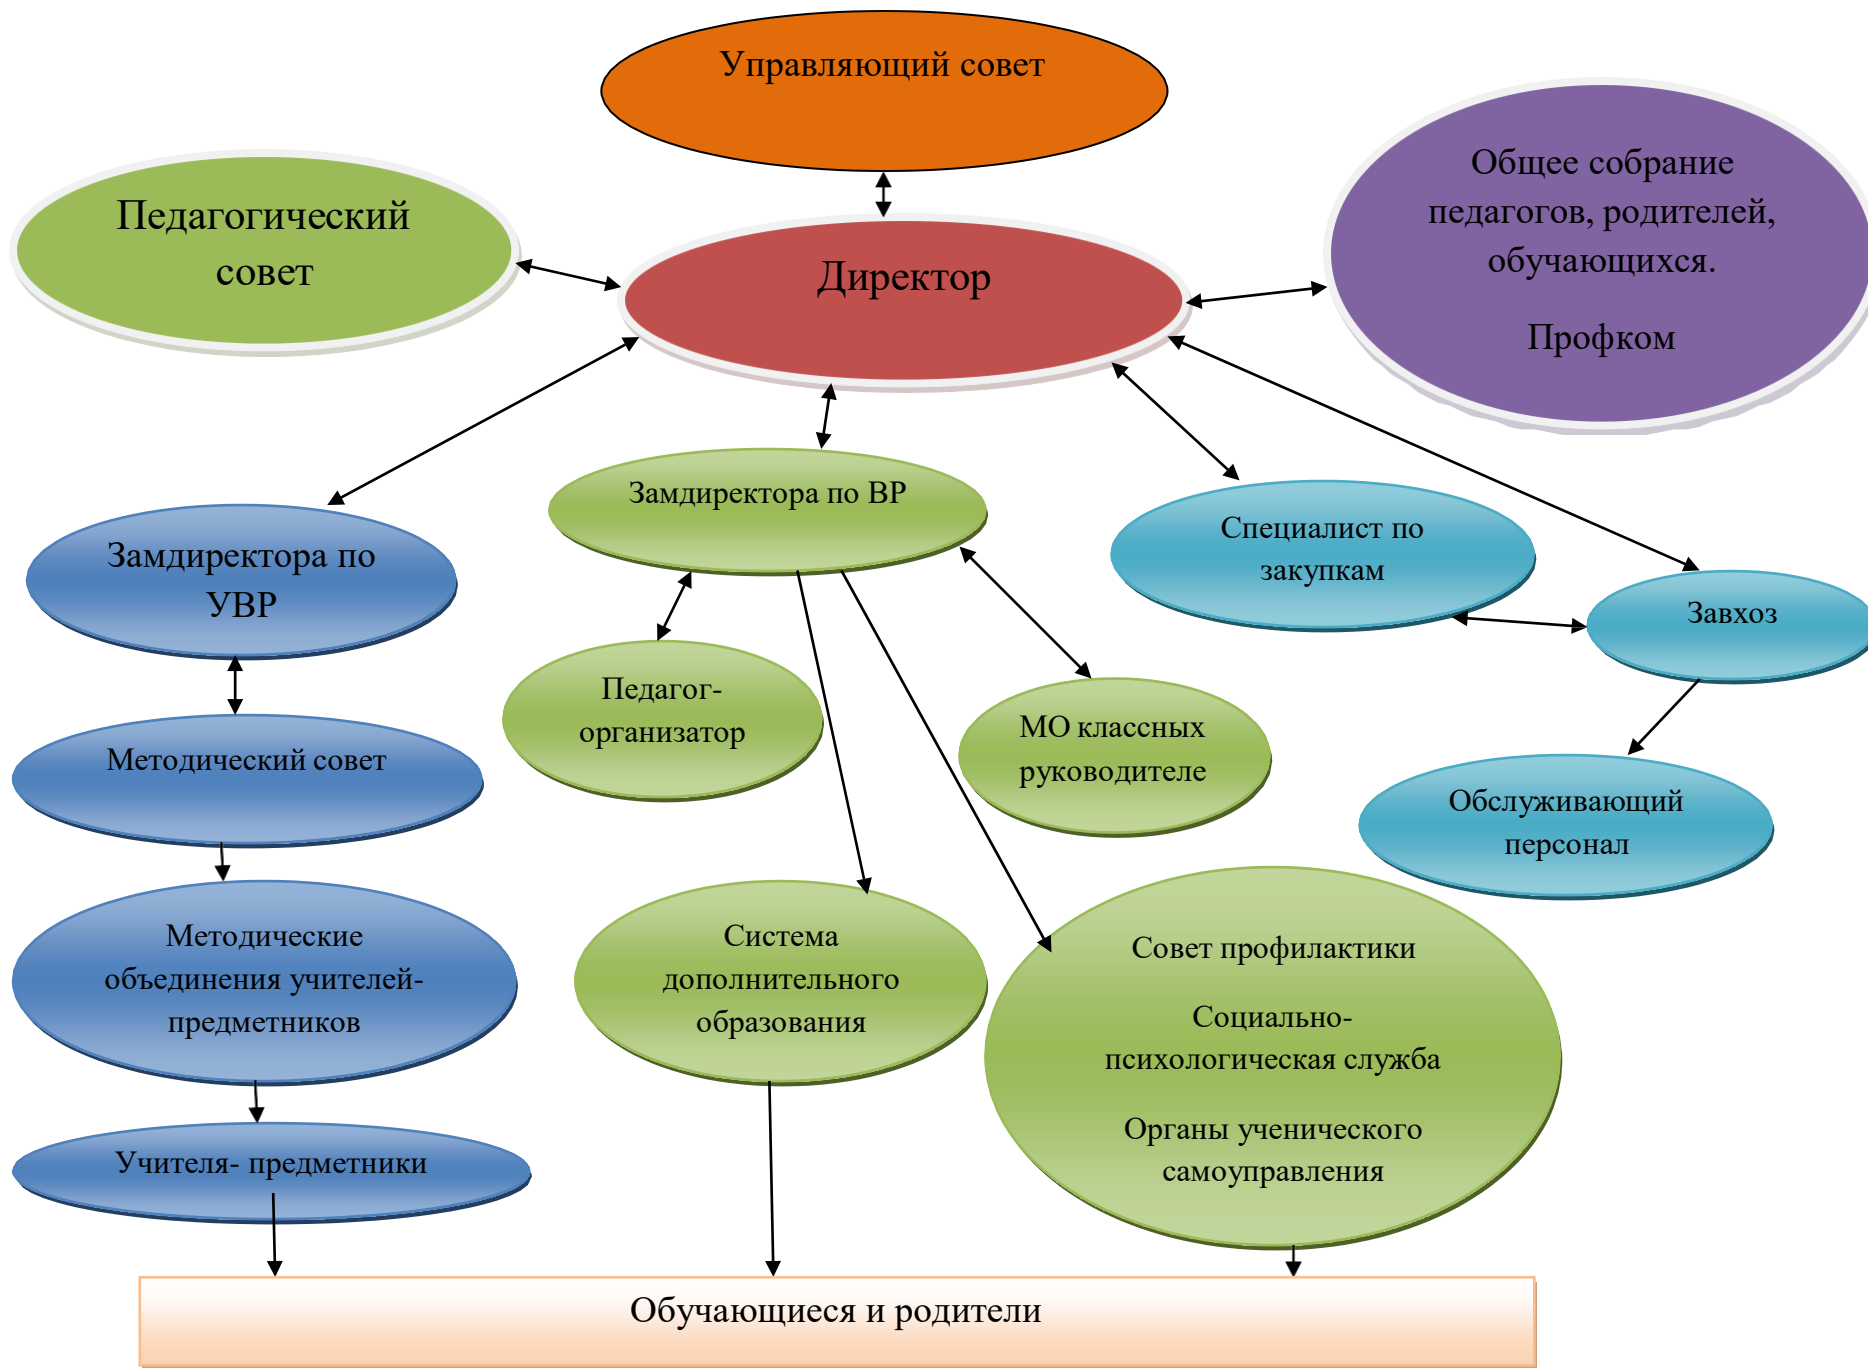 Управляющий совет
Педагогический
совет
Директор
Общее собрание
педагогов, родителей,
обучающихся.
Профком
Замдиректора по
УВР
Замдиректора по ВР
Специалист по
закупкам
Завхоз
Методический совет
Педагог-
организатор
МО классных
руководителе
Обслуживающий
персонал
Методические
объединения учителей-
предметников
Система
дополнительного
образования
Совет профилактики
Социально-
психологическая служба
Органы ученического
самоуправления
Учителя- предметники
Обучающиеся и родители